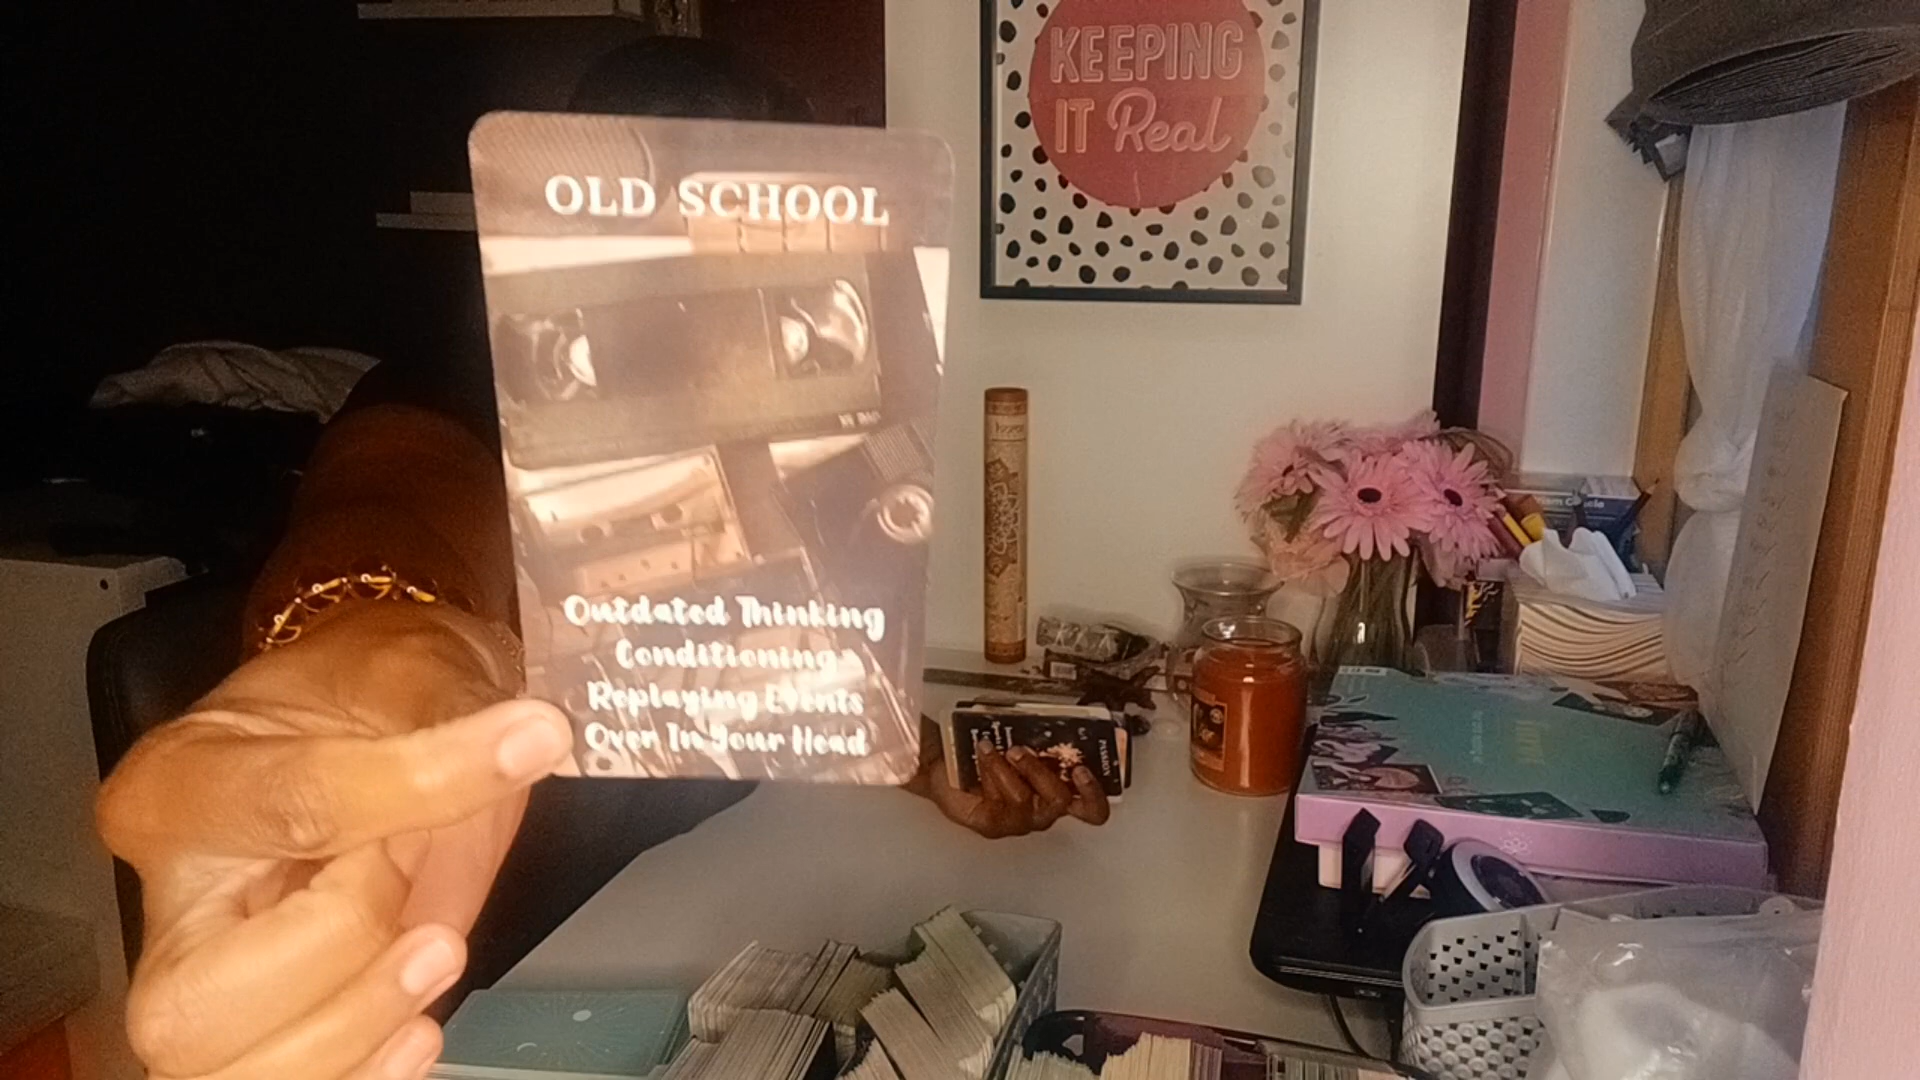 KEEPING
IT Real
OLD SCHOOL
Outdated Thinking
Conditioning
Replaying Events
Over In Your Head